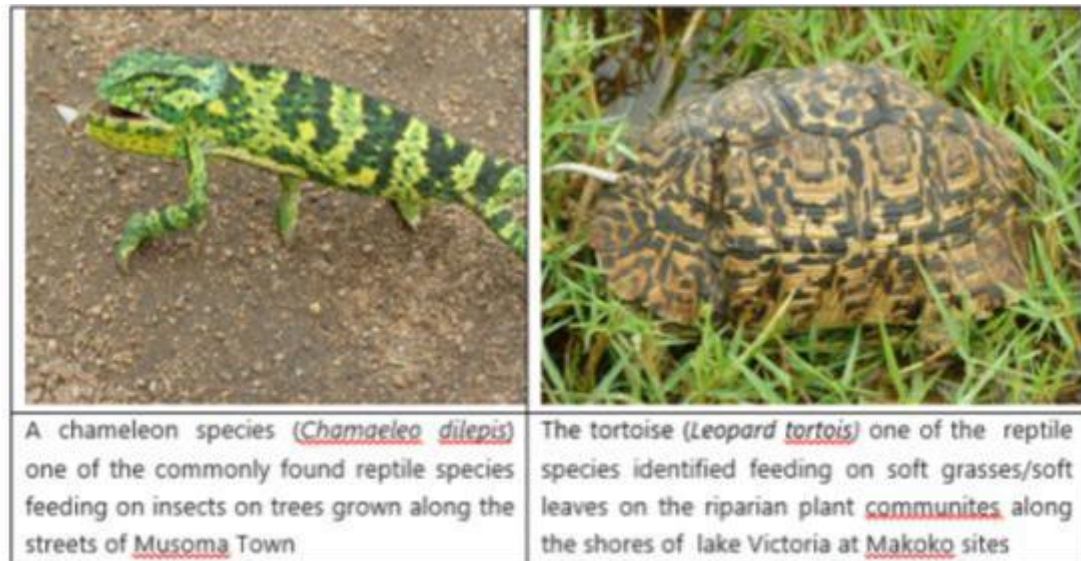 A chameleon species (Chamaeleo dilepis)
one of the commonly found reptile species
feeding on insects on trees grown along the
streets of Musoma Town
The tortoise (Leopard tortois) one of the reptile
species identified feeding on soft grasses/soft
leaves on the riparian plant communites along
the shores of lake Victoria at Makoko sites